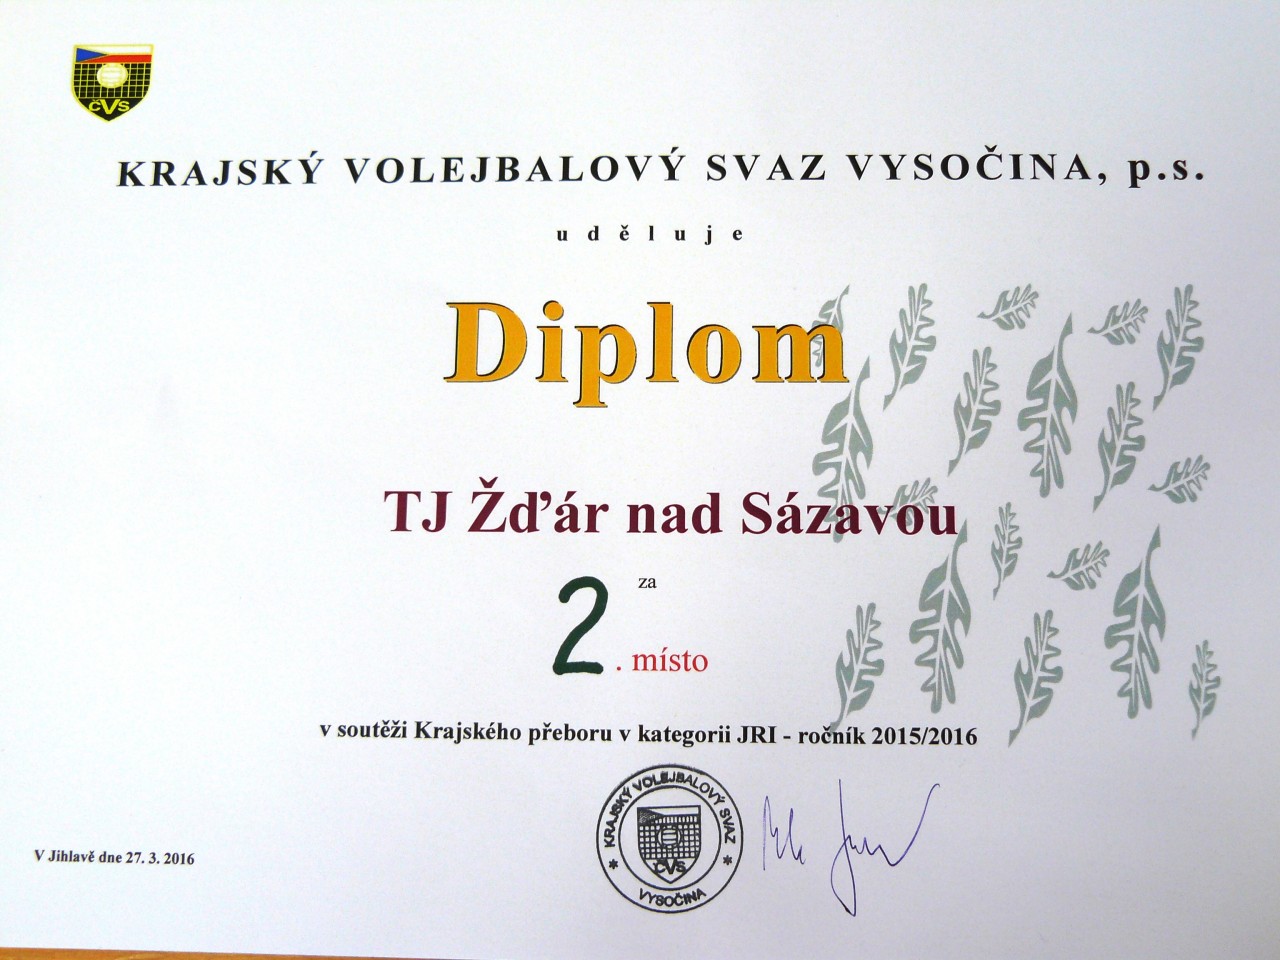 ČVS
KRAJSKÝ VOLEJBALOVÝ SVAZ VYSOČINA, p.s.
uděluje
Diplom
TJ Žďár nad Sázavou
za
2. místo
v soutěži Krajského přeboru v kategorii JRI - ročník 2015/2016
* KRAJSKÝ VOLEJBALOVÝ SVAZ *
ČVS
VYSOČINA
V Jihlavě dne 27. 3. 2016